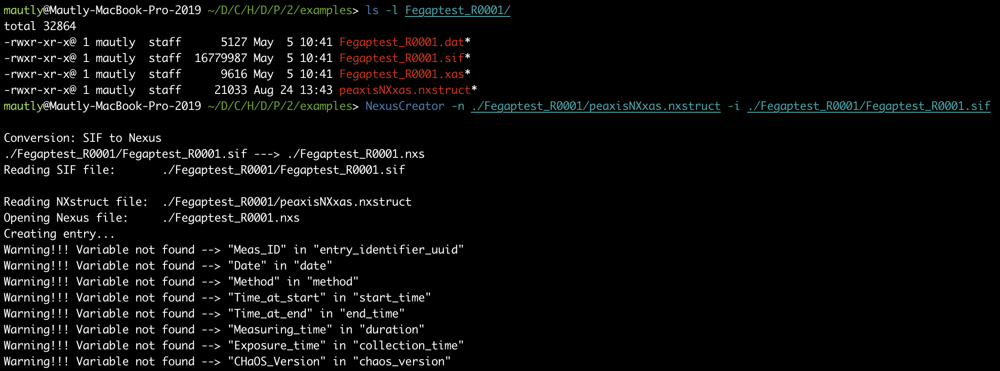 mautly@Mautly-MacBook-Pro-2019 ~/D/C/H/D/P/2/examples> ls -l Fegaptest_R0001/
total 32864
-rwxr-xr-x@ 1 mautly  staff      5127 May  5 10:41 Fegaptest_R0001.dat*
-rwxr-xr-x@ 1 mautly  staff  16779987 May  5 10:41 Fegaptest_R0001.sif*
-rwxr-xr-x@ 1 mautly  staff      9616 May  5 10:41 Fegaptest_R0001.xas*
-rwxr-xr-x@ 1 mautly  staff     21033 Aug 24 13:43 peaxisNXxas.nxstruct*
mautly@Mautly-MacBook-Pro-2019 ~/D/C/H/D/P/2/examples> NexusCreator -n ./Fegaptest_R0001/peaxisNXxas.nxstruct -i ./Fegaptest_R0001/Fegaptest_R0001.sif
Conversion: SIF to Nexus
./Fegaptest_R0001/Fegaptest_R0001.sif ---> ./Fegaptest_R0001.nxs
Reading SIF file:       ./Fegaptest_R0001/Fegaptest_R0001.sif
Reading NXstruct file:  ./Fegaptest_R0001/peaxisNXxas.nxstruct
Opening Nexus file:     ./Fegaptest_R0001.nxs
Creating entry...
Warning!!! Variable not found --> "Meas_ID" in "entry_identifier_uuid"
Warning!!! Variable not found --> "Date" in "date"
Warning!!! Variable not found --> "Method" in "method"
Warning!!! Variable not found --> "Time_at_start" in "start_time"
Warning!!! Variable not found --> "Time_at_end" in "end_time"
Warning!!! Variable not found --> "Measuring_time" in "duration"
Warning!!! Variable not found --> "Exposure_time" in "collection_time"
Warning!!! Variable not found --> "CHaOS_Version" in "chaos_version"